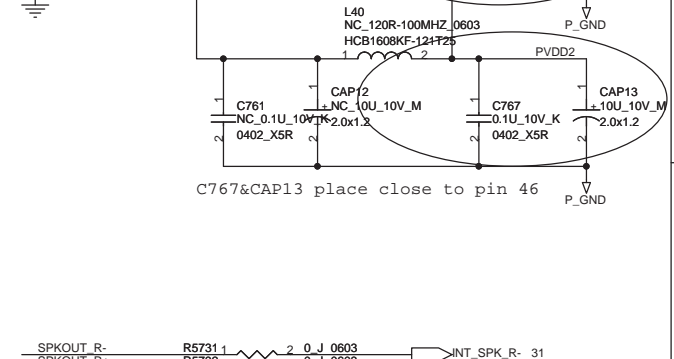 L40
P_GND
NC_120R-100MHZ_0603
HCB1608KF-121T25
1 2 PVDD2
1 1 1 1
C761 CAP12 C767 CAP13
NC_0.1U_10V_K + NC_10U_10V_M 0.1U_10V_K + 10U_10V_M
0402_X5R 2.0x1.2 0402_X5R 2.0x1.2
2 2 2 2
C767&CAP13 place close to pin 46
P_GND
SPKOUT_R- R5731 1 2 0_J_0603 INT_SPK_R- 31